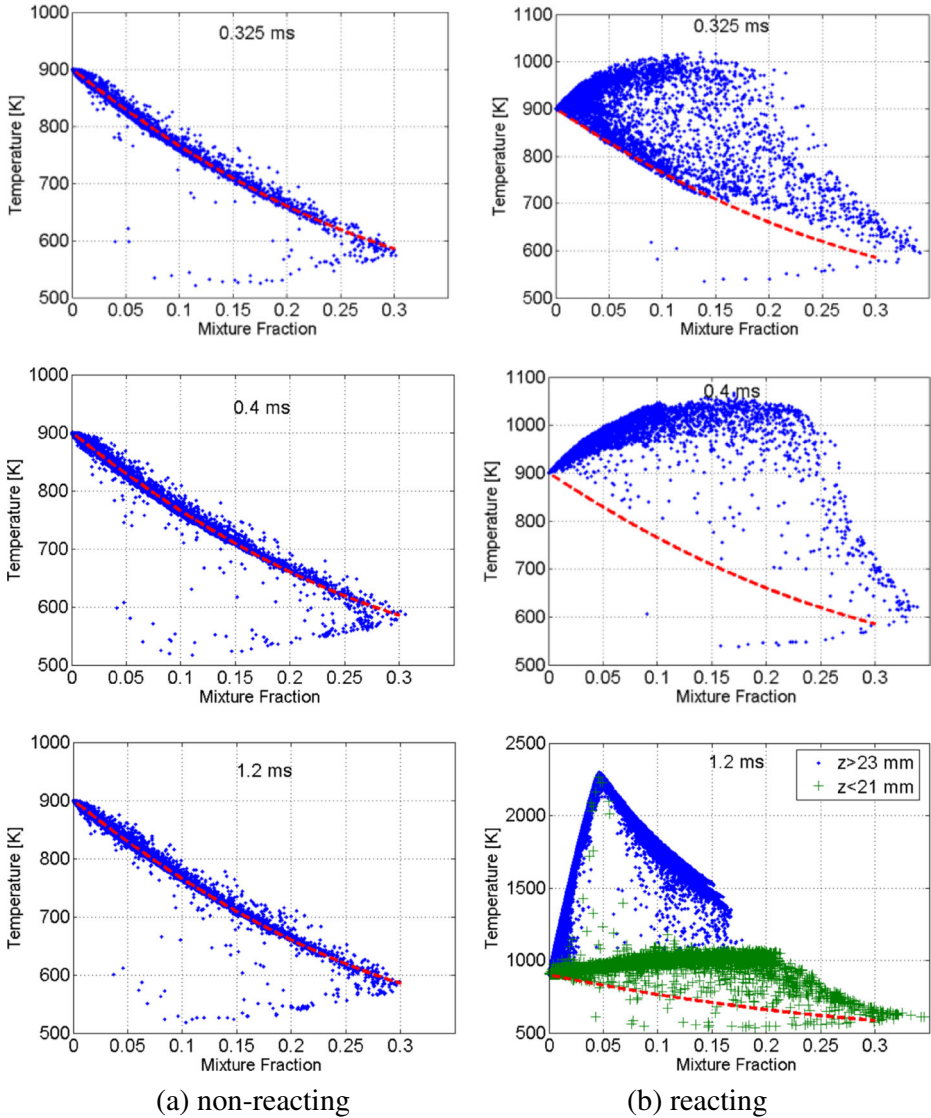 1000
900
800
700
600
500
Temperature [K]
0.325 ms
0 0.05 0.1 0.15 0.2 0.25 0.3
Mixture Fraction
1100
1000
900
800
700
600
500
Temperature [K]
0.325 ms
0 0.05 0.1 0.15 0.2 0.25 0.3
Mixture Fraction
1000
900
800
700
600
500
Temperature [K]
0.4 ms
0 0.05 0.1 0.15 0.2 0.25 0.3
Mixture Fraction
1100
1000
900
800
700
600
500
Temperature [K]
0.4 ms
0 0.05 0.1 0.15 0.2 0.25 0.3
Mixture Fraction
1000
900
800
700
600
500
Temperature [K]
1.2 ms
0 0.05 0.1 0.15 0.2 0.25 0.3
Mixture Fraction
2500
2000
1500
1000
500
Temperature [K]
1.2 ms
z>23 mm
z<21 mm
0 0.05 0.1 0.15 0.2 0.25 0.3
Mixture Fraction
(a) non-reacting
(b) reacting